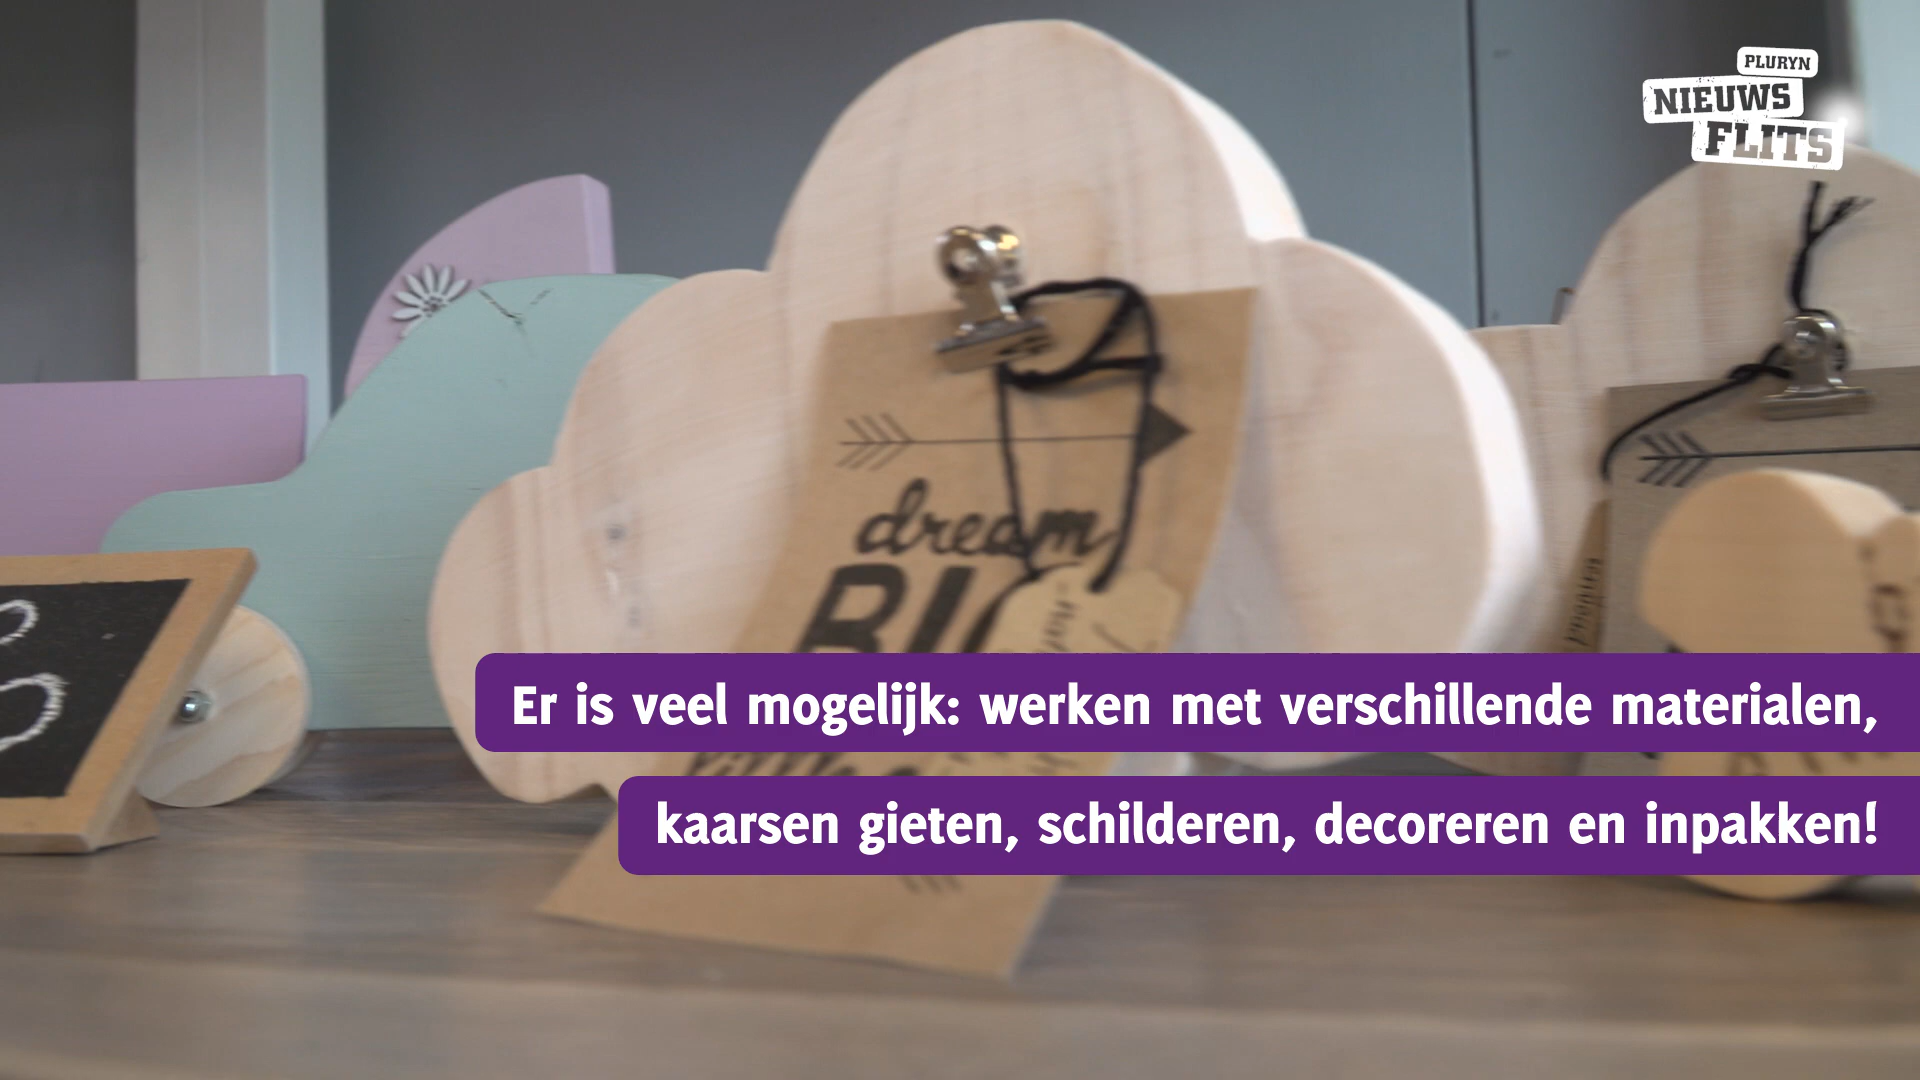 PLURYN
NIEUWS
FLITS
dream
Er is veel mogelijk: werken met verschillende materialen,
kaarsen gieten, schilderen, decoreren en inpakken!